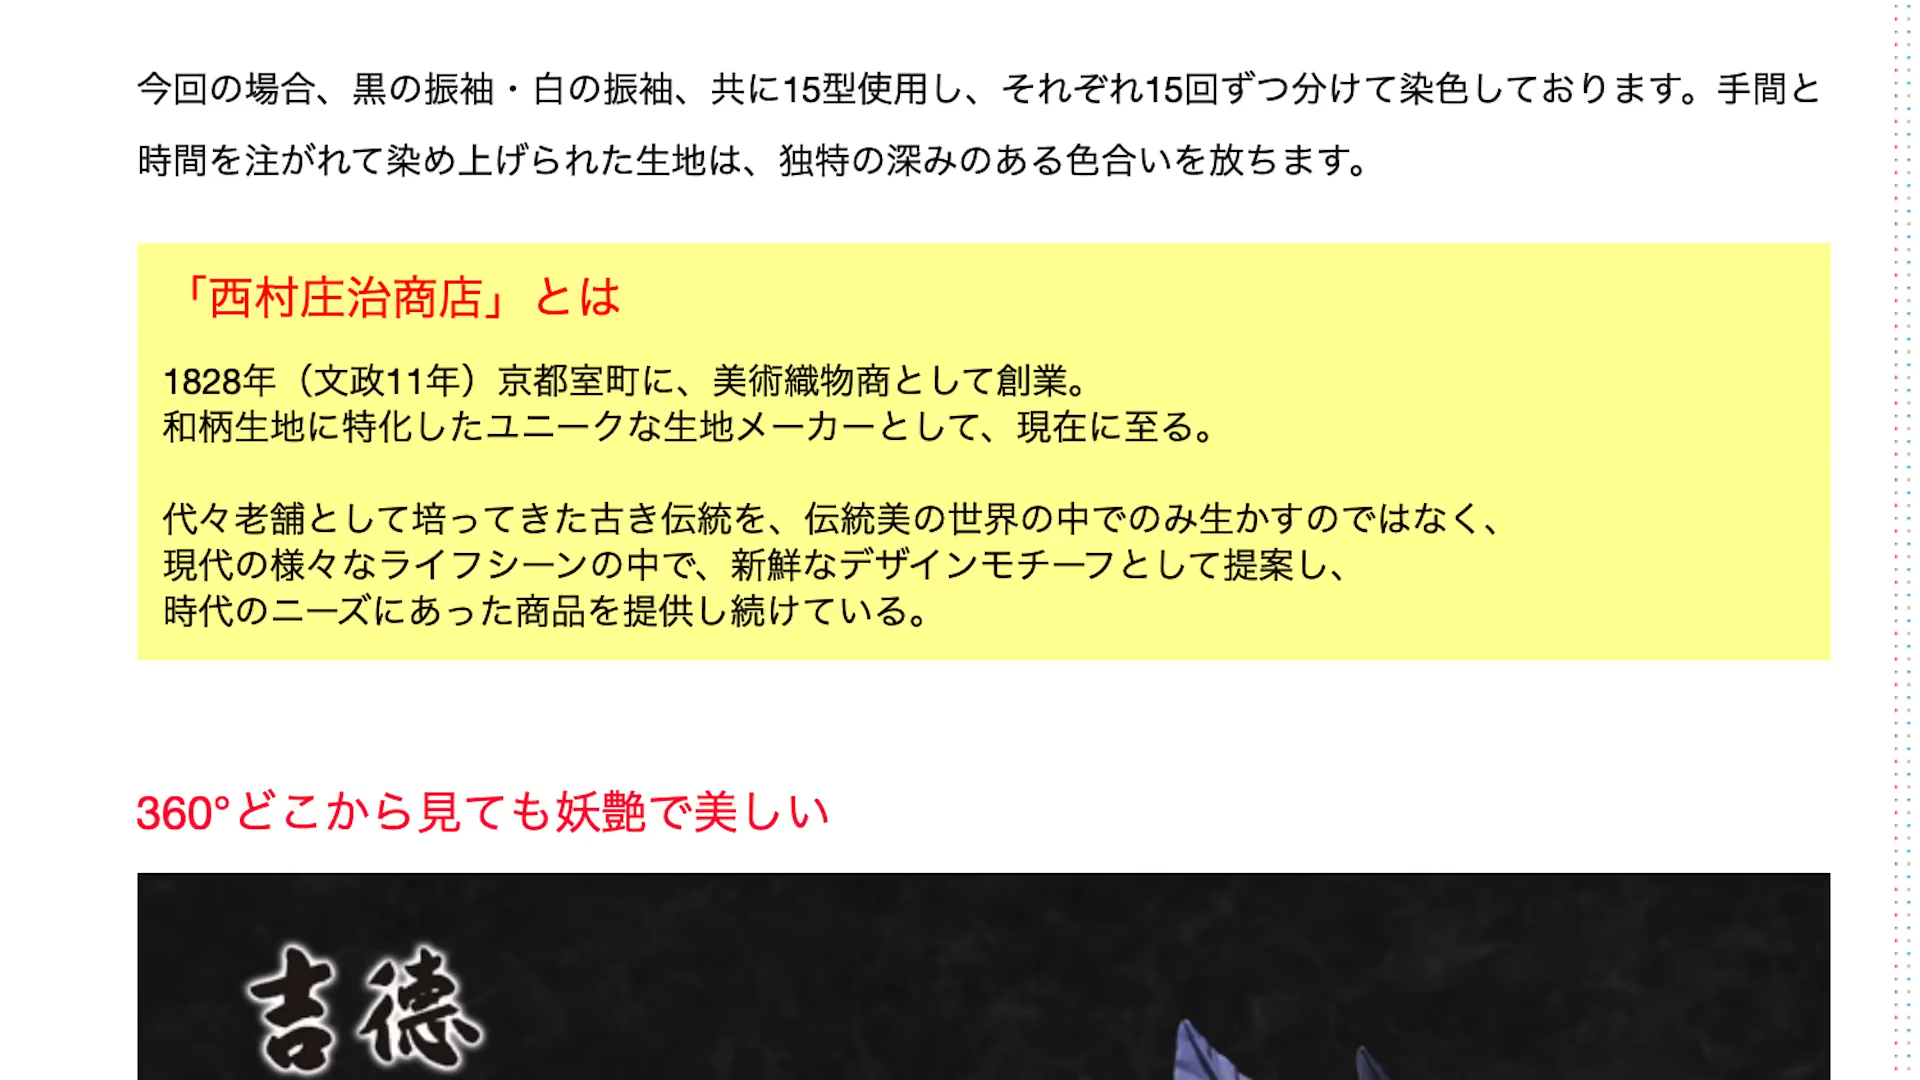 今回の場合、黒の振袖・白の振袖、共に15型使用し、それぞれ15回ずつ分けて染色しております。手間と
時間を注がれて染め上げられた生地は、独特の深みのある色合いを放ちます。
「西村庄治商店」とは
1828年（文政11年）京都室町に、美術織物商として創業。
和柄生地に特化したユニークな生地メーカーとして、現在に至る。
代々老舗として培ってきた古き伝統を、伝統美の世界の中でのみ生かすのではなく、
現代の様々なライフシーンの中で、新鮮なデザインモチーフとして提案し、
時代のニーズにあった商品を提供し続けている。
360°どこから見ても妖艶で美しい
吉德